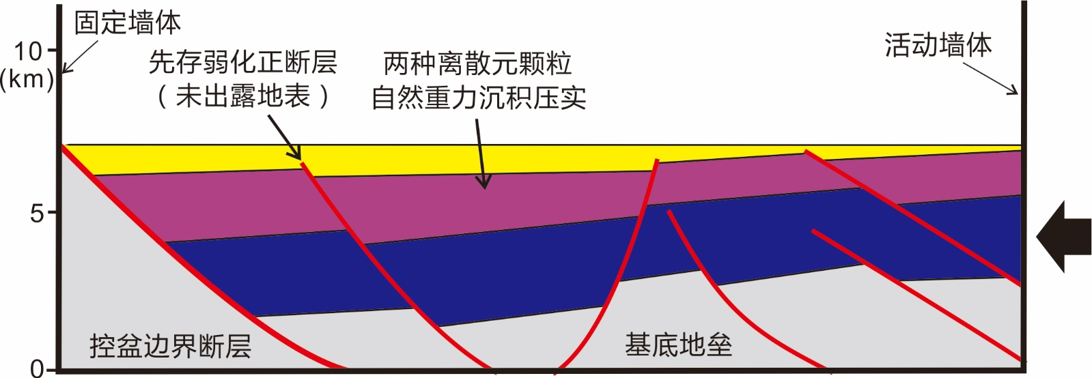 固定墙体
10
(km)
先存弱化正断层
（未出露地表）
两种离散元颗粒
自然重力沉积压实
活动墙体
5
控盆边界断层
基底地垒
0